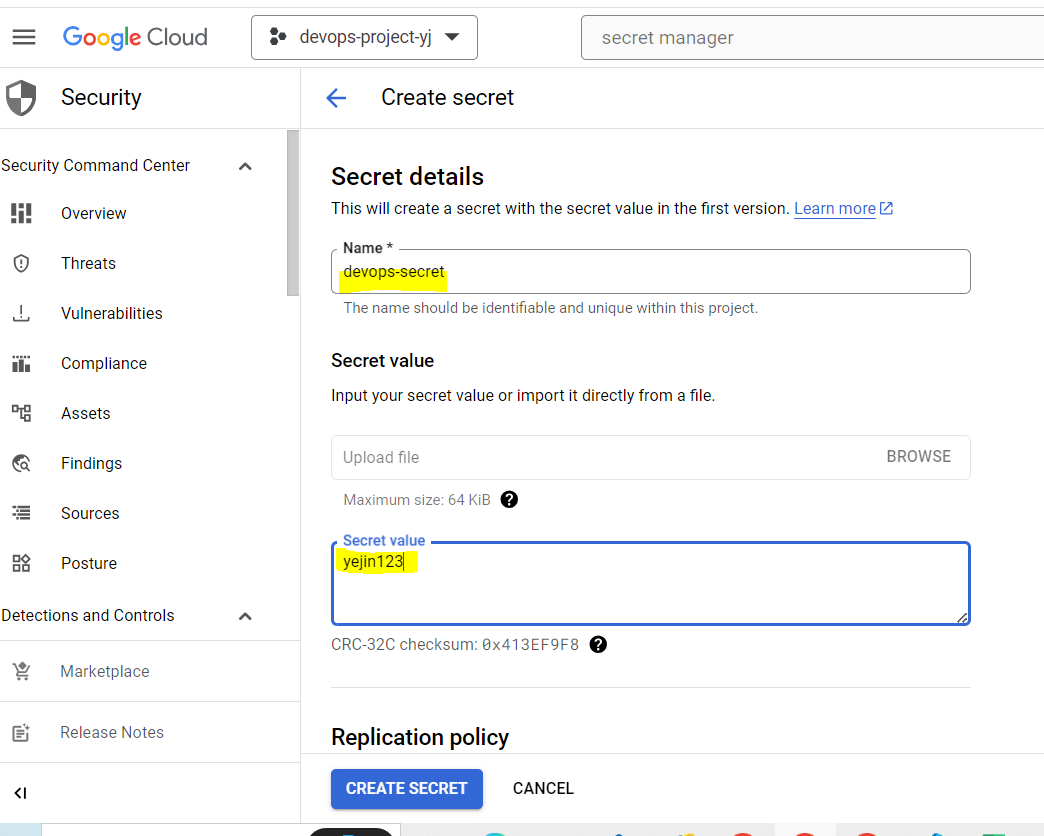 Google Cloud
devops-project-yj
secret manager
Security
Create secret
Security Command Center
Overview
Threats
Vulnerabilities
Compliance
Assets
Findings
Sources
Posture
Detections and Controls
Marketplace
Release Notes
Secret details
This will create a secret with the secret value in the first version. Learn more
Name *
devops-secret
The name should be identifiable and unique within this project.
Secret value
Input your secret value or import it directly from a file.
Upload file
BROWSE
Maximum size: 64 KiB
Secret value
yejin123
CRC-32C checksum: 0x413EF9F8
Replication policy
CREATE SECRET
CANCEL